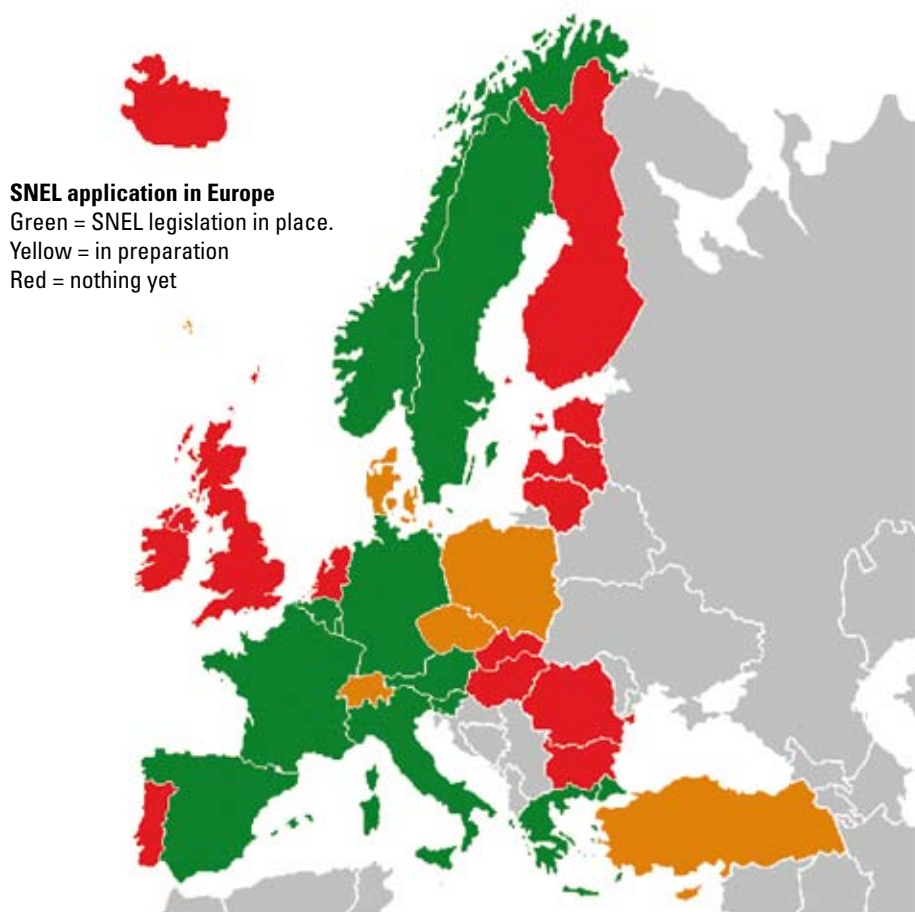 SNEL application in Europe
Green = SNEL legislation in place.
Yellow = in preparation
Red = nothing yet